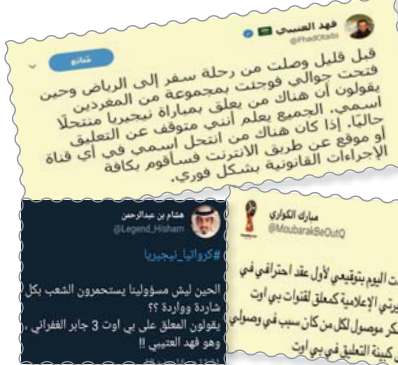 فهد العتيبي
@FhadOtaibi
مُتابَع
قبل قليل وصلت من رحلة سفر إلى الرياض وحين
فتحت جوالي فوجئت بمجموعة من المغردين
يقولون أن هناك من يعلق بمباراة نيجيريا منتحلًا
اسمي. الجميع يعلم أنني متوقف عن التعليق
حاليًا. إذا كان هناك من انتحل اسمي في أي قناة
أو موقع عن طريق الانترنت فسأقوم بكافة
الإجراءات القانونية بشكل فوري.
هشام بن عبدالرحمن
@Legend_Hisham
#كرواتيا_نيجيريا
الحين ليش مسؤولينا يستحمرون الشعب بكل
شاردة وواردة ؟؟
يقولون المعلق على بي اوت 3 جابر الغفراني ,
وهو فهد العتيبي !!
مبارك الكواري
@MoubarakBeOutQ
اليوم بتوقيعي لأول عقد احترافي في
الإعلامية كمعلق لقنوات بي اوت
موصول لكل من كان سبب في وصولي
كبينة التعليق في بي اوت